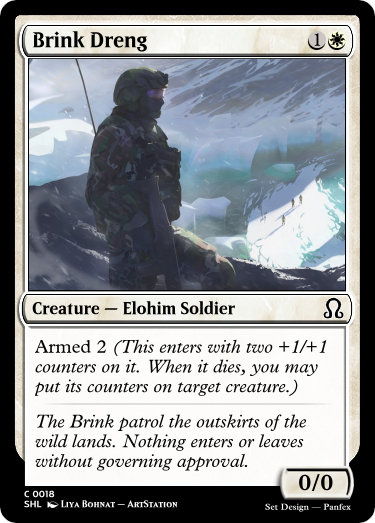 Brink Dreng 1
Creature — Elohim Soldier
Armed 2 (This enters with two +1/+1
counters on it. When it dies, you may
put its counters on target creature.)
The Brink patrol the outskirts of the
wild lands. Nothing enters or leaves
without governing approval.
0/0
C 0018
SHL Liya Bohnat — ArtStation
Set Design — Panfex